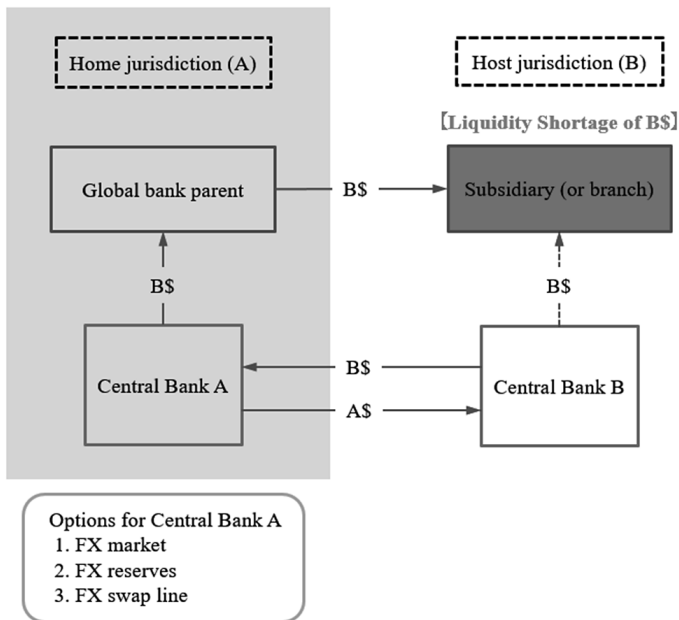 Home jurisdiction (A)
Host jurisdiction (B)
【Liquidity Shortage of B$】
Global bank parent
B$
Subsidiary (or branch)
B$
B$
Central Bank A
B$
A$
Central Bank B
Options for Central Bank A
1. FX market
2. FX reserves
3. FX swap line